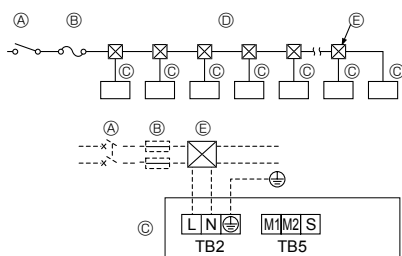 Ⓐ Ⓑ Ⓓ Ⓔ
Ⓒ Ⓒ Ⓒ Ⓒ Ⓒ Ⓒ Ⓒ
Ⓐ Ⓑ Ⓔ
Ⓒ L N M1 M2 S
TB2 TB5